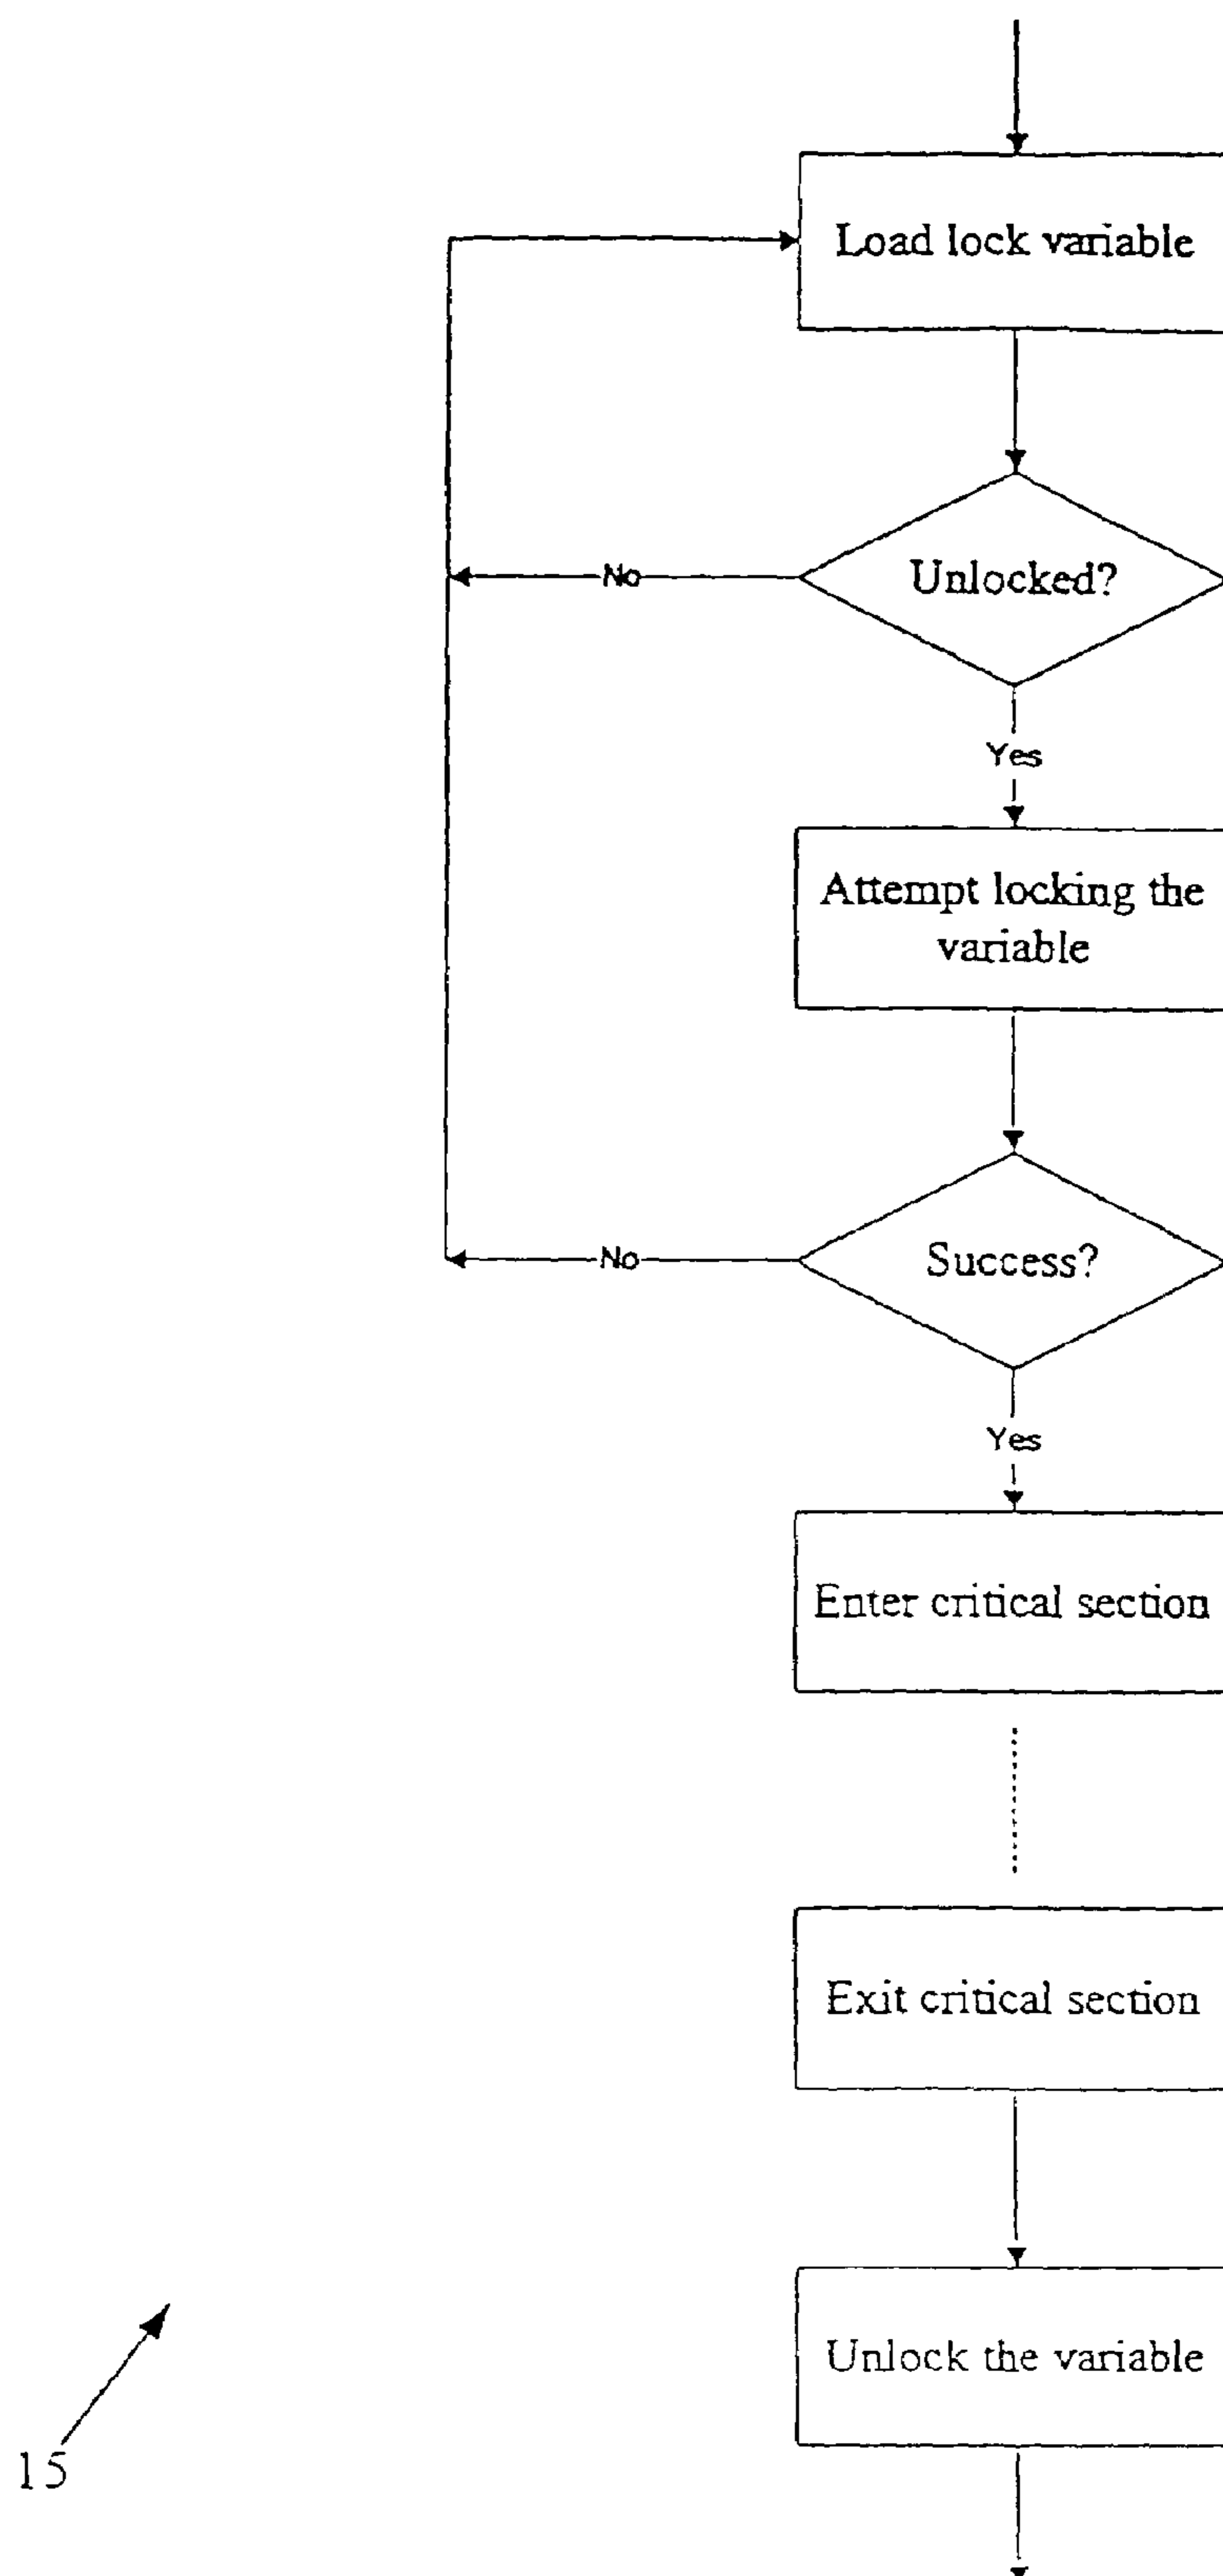 Load lock variable
Unlocked?
No
Yes
Attempt locking the
variable
Success?
No
Yes
Enter critical section
Exit critical section
Unlock the variable
15